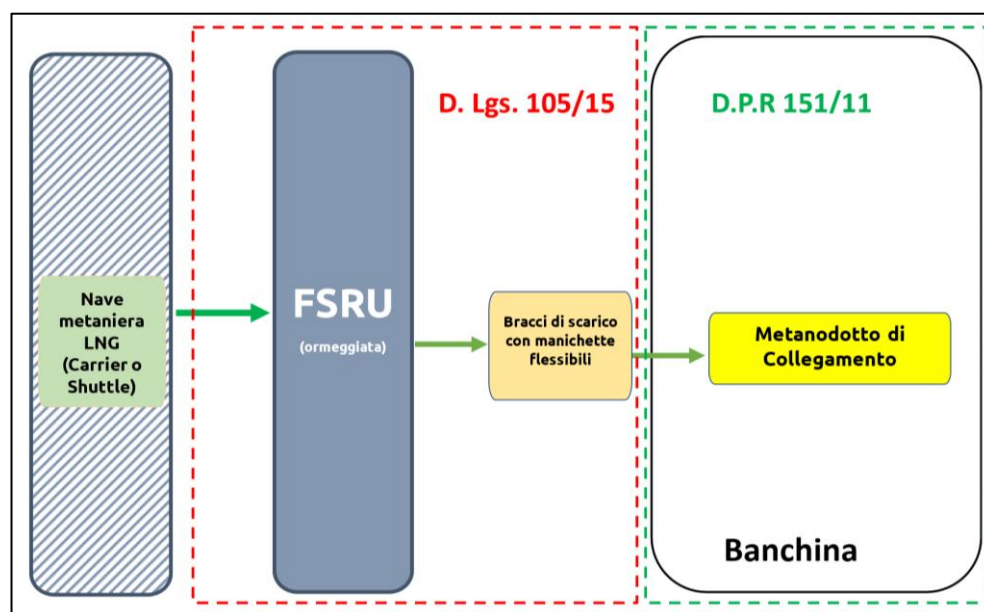 D. Lgs. 105/15
D.P.R 151/11
Nave
metaniera
LNG
(Carrier o
Shuttle)
FSRU
(ormeggiata)
Bracci di scarico
con manichette
flessibili
Metanodotto di
Collegamento
Banchina